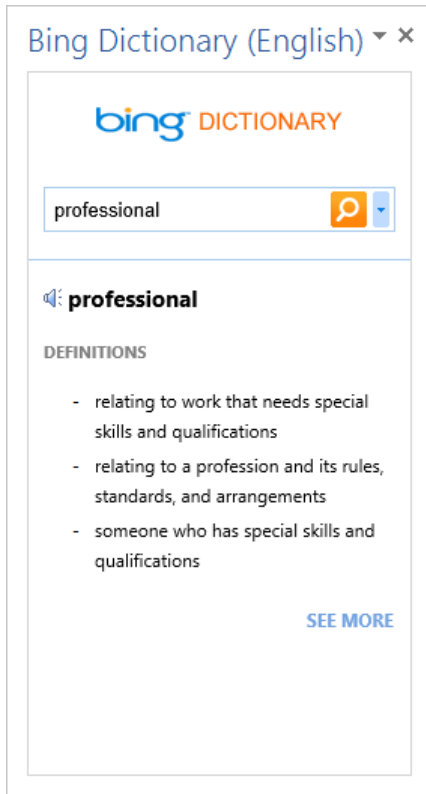 Bing Dictionary (English)
bing™ DICTIONARY
professional
professional
DEFINITIONS
- relating to work that needs special
skills and qualifications
- relating to a profession and its rules,
standards, and arrangements
- someone who has special skills and
qualifications
SEE MORE